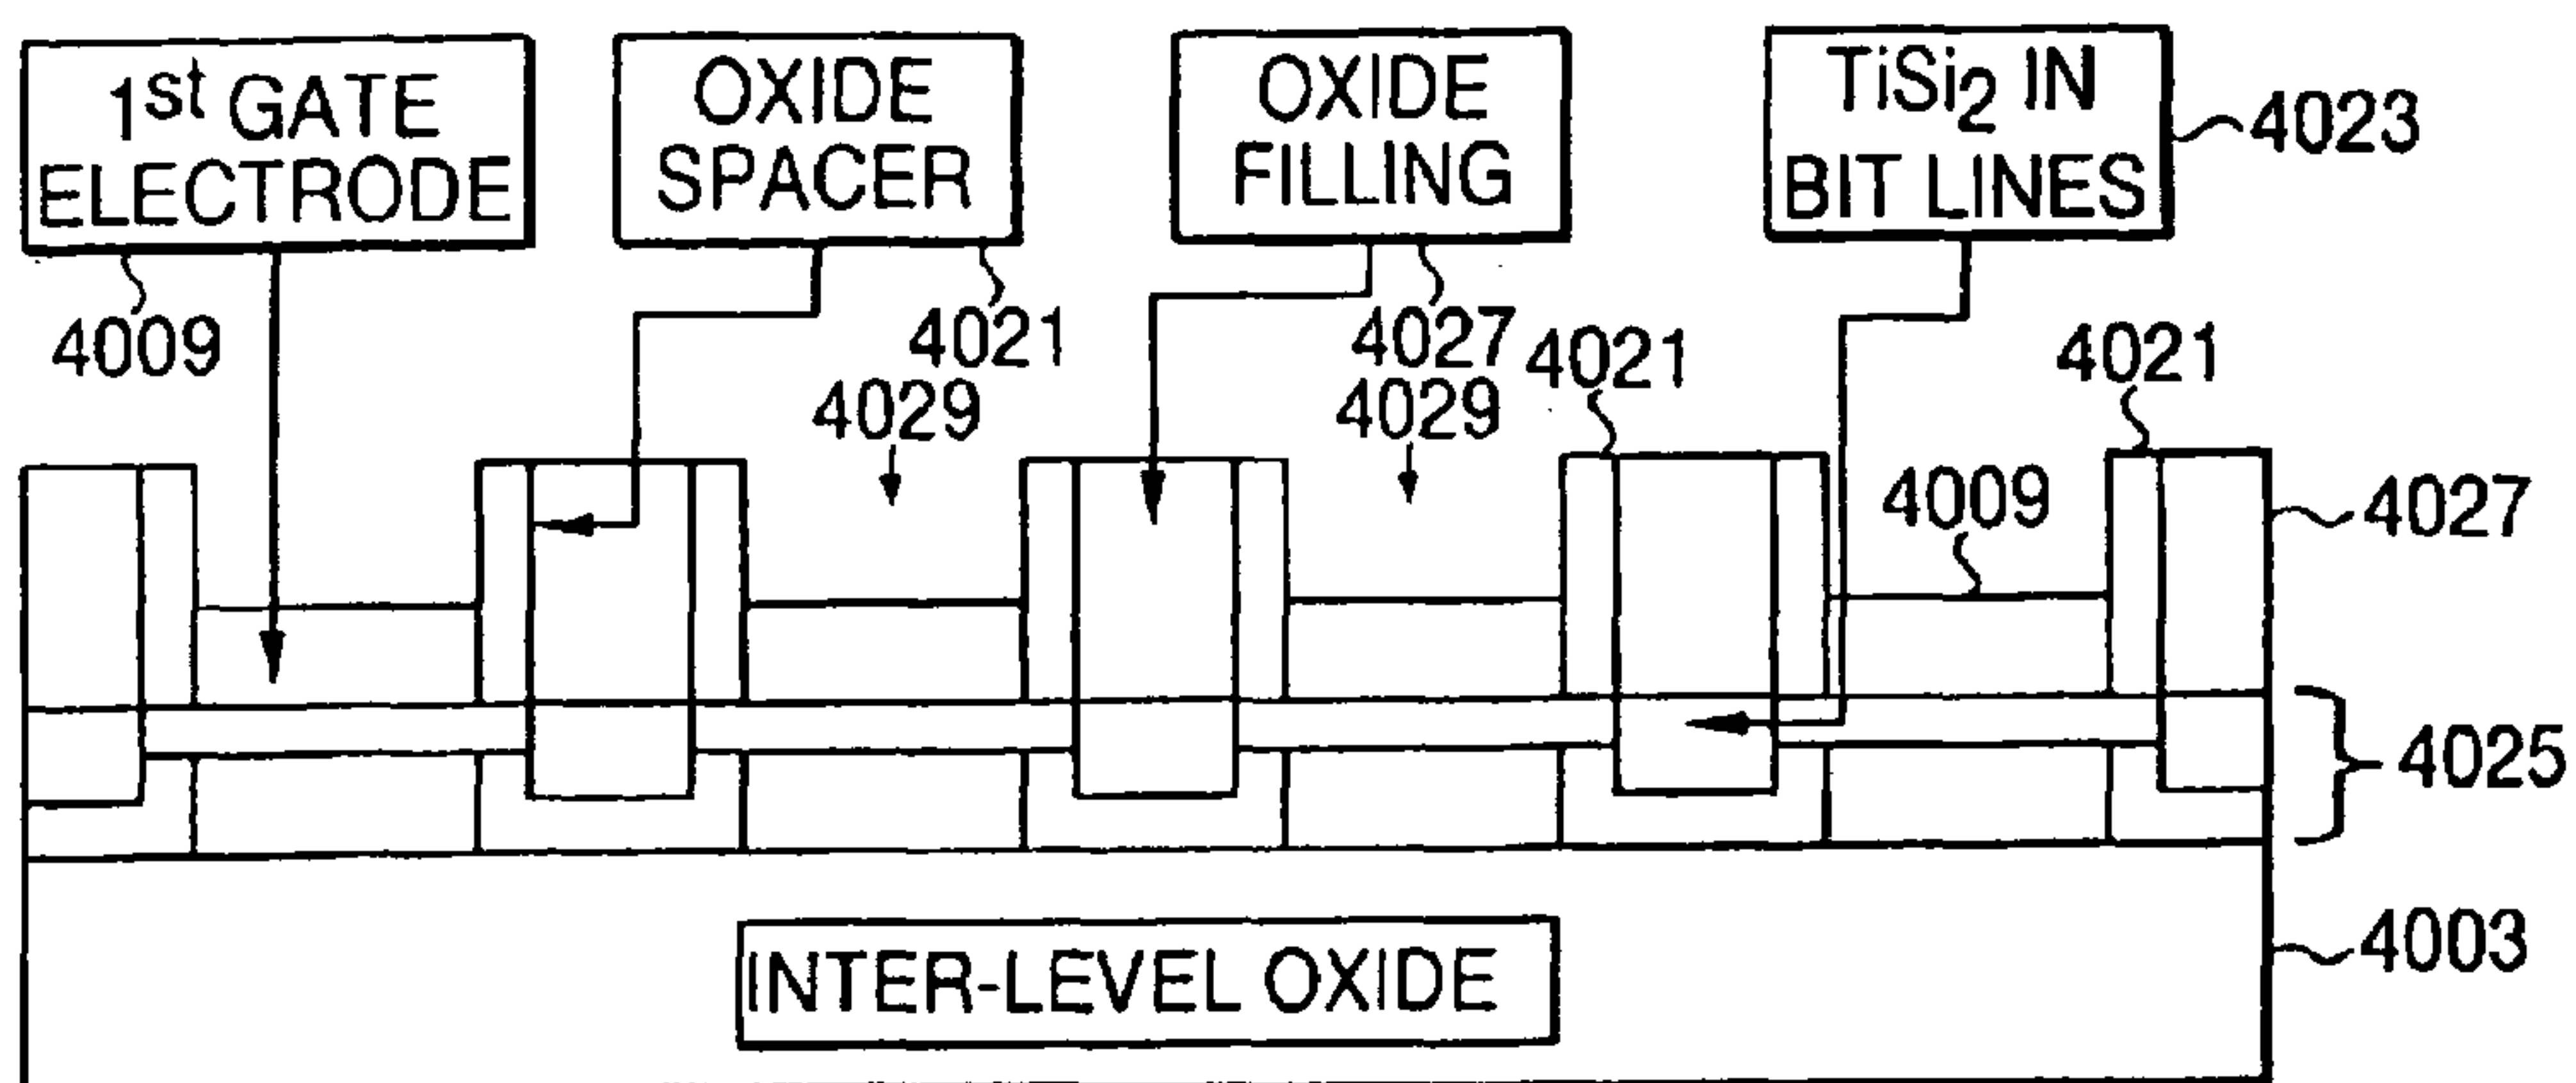 1st GATE
ELECTRODE
OXIDE
SPACER
OXIDE
FILLING
TiSi2 IN
BIT LINES
4023
4009
4021
4027
4021
4021
4029
4029
4009
4027
4025
INTER-LEVEL OXIDE
4003